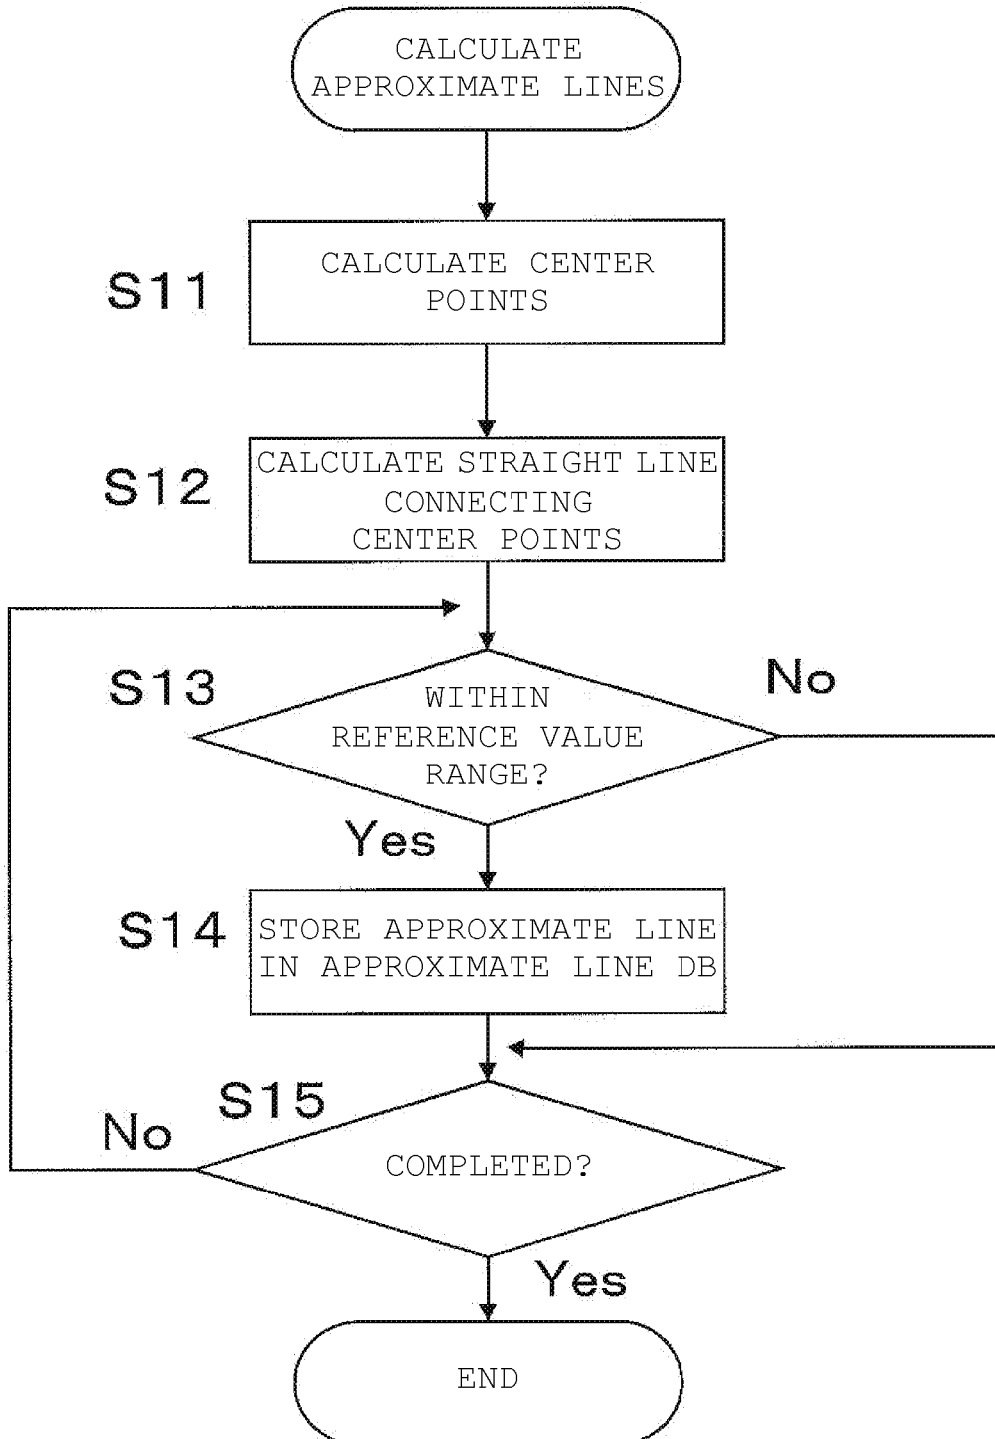 CALCULATE
APPROXIMATE LINES
S11
CALCULATE CENTER
POINTS
S12
CALCULATE STRAIGHT LINE
CONNECTING
CENTER POINTS
S13
WITHIN
REFERENCE VALUE
RANGE?
No
Yes
S14
STORE APPROXIMATE LINE
IN APPROXIMATE LINE DB
S15
No
COMPLETED?
Yes
END